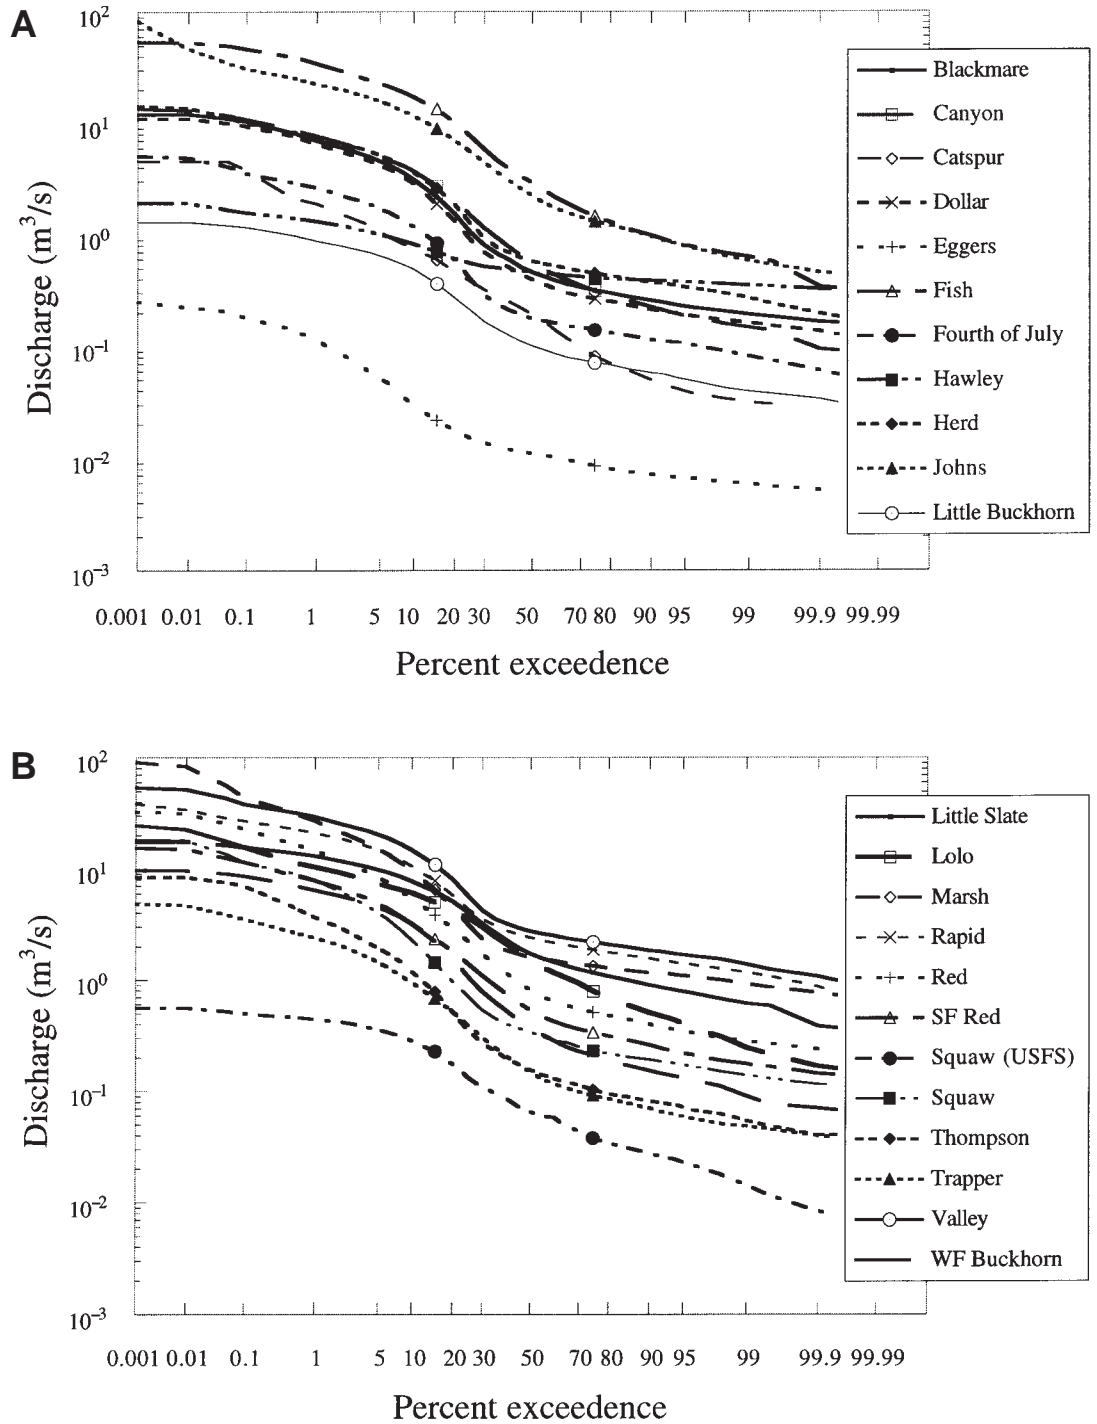 A
10²
10¹
10⁰
10⁻¹
10⁻²
10⁻³
Discharge (m³/s)
0.001 0.01 0.1 1 5 10 20 30 50 70 80 90 95 99 99.9 99.99
Percent exceedence
Blackmare
Canyon
Catspur
Dollar
Eggers
Fish
Fourth of July
Hawley
Herd
Johns
Little Buckhorn
B
10²
10¹
10⁰
10⁻¹
10⁻²
10⁻³
Discharge (m³/s)
0.001 0.01 0.1 1 5 10 20 30 50 70 80 90 95 99 99.9 99.99
Percent exceedence
Little Slate
Lolo
Marsh
Rapid
Red
SF Red
Squaw (USFS)
Squaw
Thompson
Trapper
Valley
WF Buckhorn